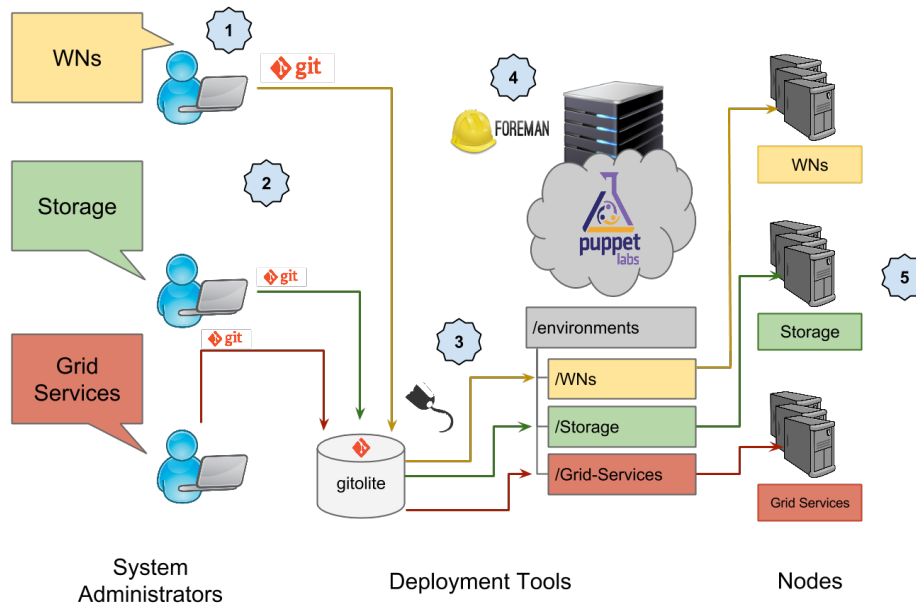 WNs
1
git
4
FOREMAN
WNs
puppet
labs
2
Storage
git
5
Storage
git
3
/environments
Grid
Services
/WNs
/Storage
/Grid-Services
gitolite
Grid Services
System
Administrators
Deployment Tools
Nodes